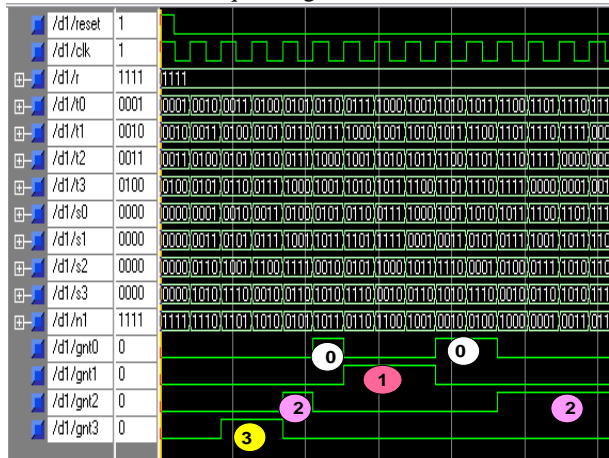 /d1/reset 1
/d1/clk 1
/d1/r 1111 1111
/d1/t0 0001 0001 0010 0011 0100 0101 0110 0111 1000 1001 1010 1011 1100 1101 1110 111
/d1/t1 0010 0010 0011 0100 0101 0110 0111 1000 1001 1010 1011 1100 1101 1110 1111 000
/d1/t2 0011 0011 0100 0101 0110 0111 1000 1001 1010 1011 1100 1101 1110 1111 0000 000
/d1/t3 0100 0100 0101 0110 0111 1000 1001 1010 1011 1100 1101 1110 1111 0000 0001 00
/d1/s0 0000 0000 0001 0010 0011 0100 0101 0110 0111 1000 1001 1010 1011 1100 1101 111
/d1/s1 0000 0000 0011 0101 0111 1001 1011 1101 1111 0001 0011 0101 0111 1001 1011 110
/d1/s2 0000 0000 0110 1001 1100 1111 0010 0101 1000 1011 1110 0001 0100 0111 1010 110
/d1/s3 0000 0000 1010 1110 0010 0110 1010 1110 0010 0110 1010 1110 0010 0110 1010 111
/d1/n1 1111 1111 1110 1101 1010 0101 1011 0110 1100 1001 0010 0100 1000 0001 0011 011
/d1/gnt0 0 0 0
/d1/gnt1 0 1
/d1/gnt2 0 2 2
/d1/gnt3 0 3